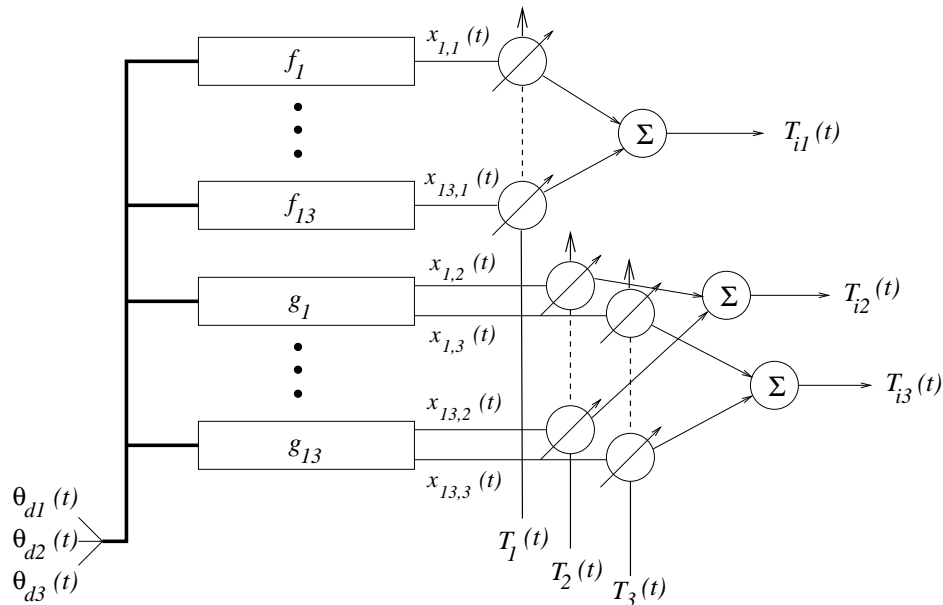 x1,1 (t)
f1
Σ
Ti1 (t)
x13,1 (t)
f13
x1,2 (t)
g1
Σ
Ti2 (t)
x1,3 (t)
Σ
Ti3 (t)
x13,2 (t)
g13
x13,3 (t)
θd1 (t)
θd2 (t)
θd3 (t)
T1 (t)
T2 (t)
T3 (t)